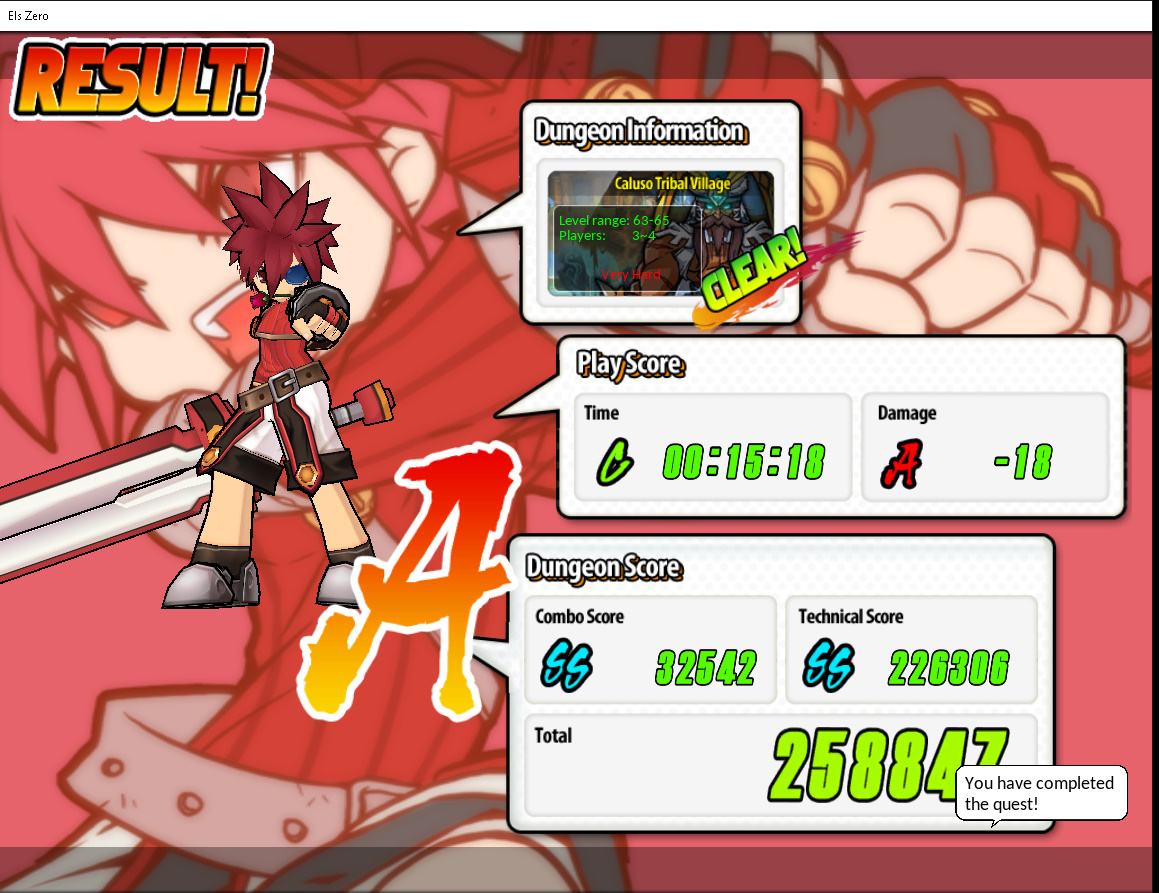 Els Zero
RESULT!
Dungeon Information
Caluso Tribal Village
Level range: 63-65
Players: 3~4
Very Hard
CLEAR!
Play Score
Time
Damage
C 00:15:18
A -18
A
Dungeon Score
Combo Score
Technical Score
SS 32542
SS 226306
Total
258847
You have completed
the quest!